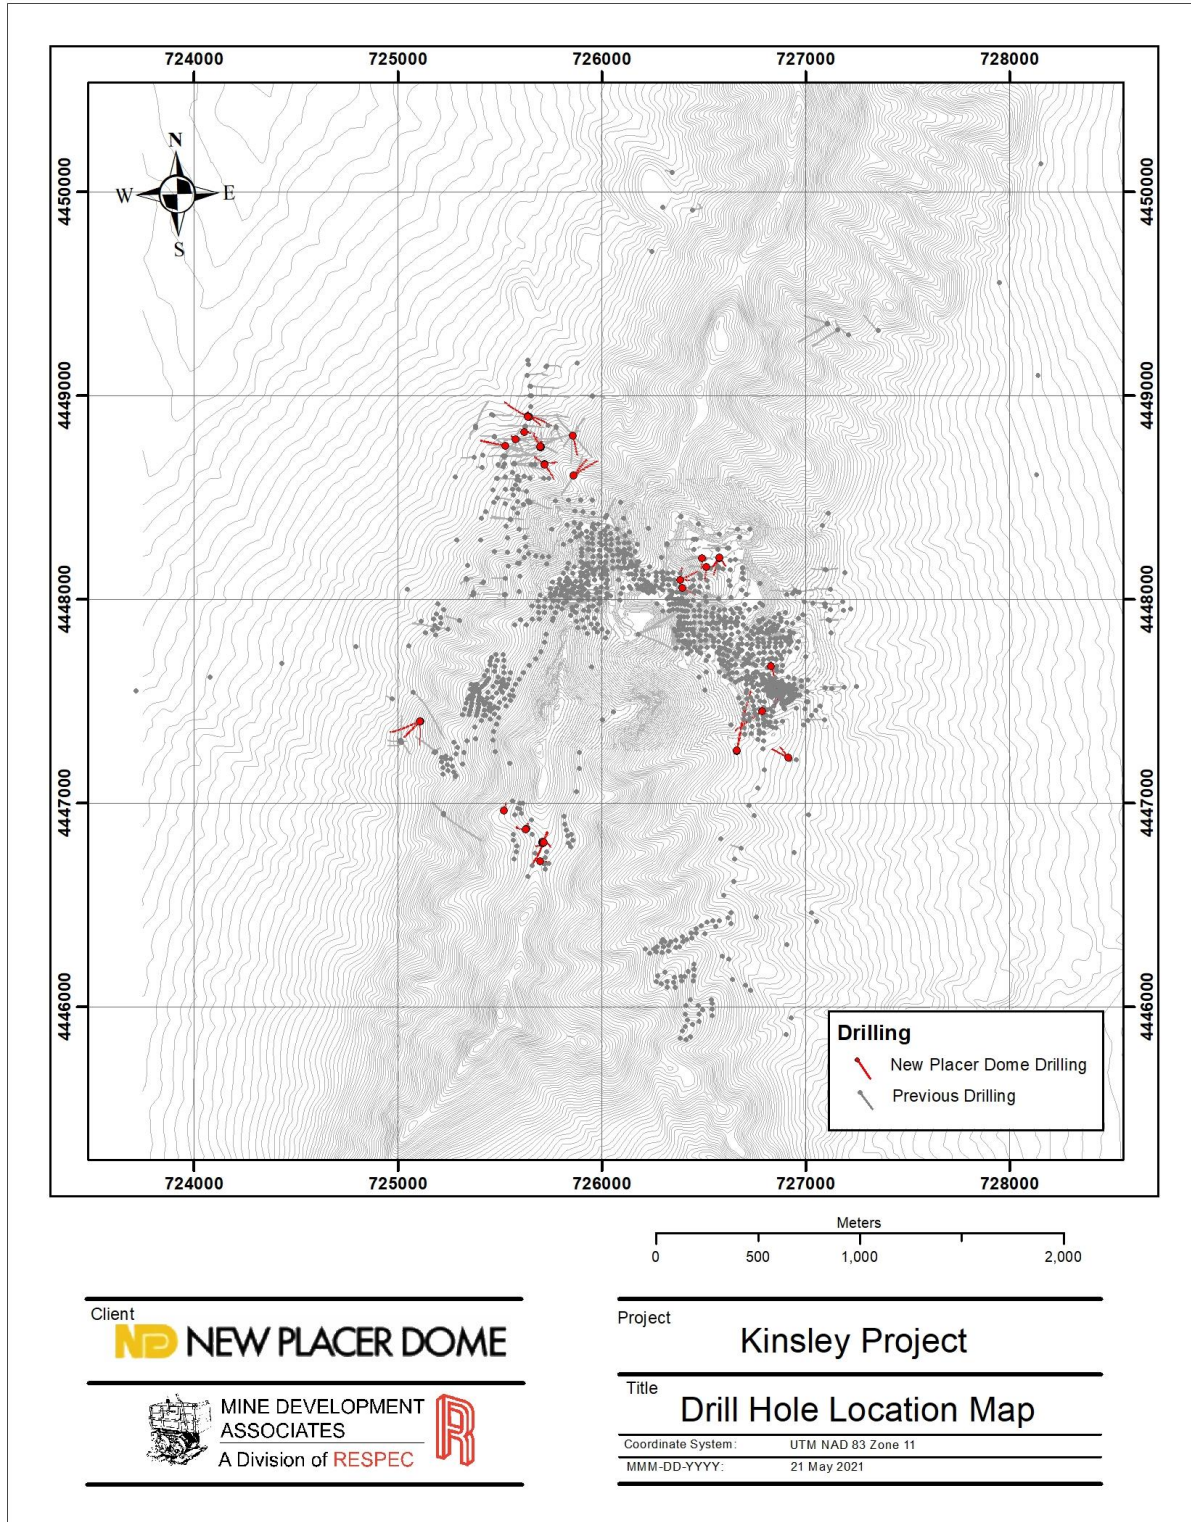 724000 725000 726000 727000 728000
N
W E
S
4450000 4450000
4449000 4449000
4448000 4448000
4447000 4447000
4446000 4446000
Drilling
New Placer Dome Drilling
Previous Drilling
724000 725000 726000 727000 728000
Meters
0 500 1,000 2,000
Client
NPD NEW PLACER DOME
MINE DEVELOPMENT
ASSOCIATES
A Division of RESPEC
R
Project
Kinsley Project
Title
Drill Hole Location Map
Coordinate System: UTM NAD 83 Zone 11
MMM-DD-YYYY: 21 May 2021